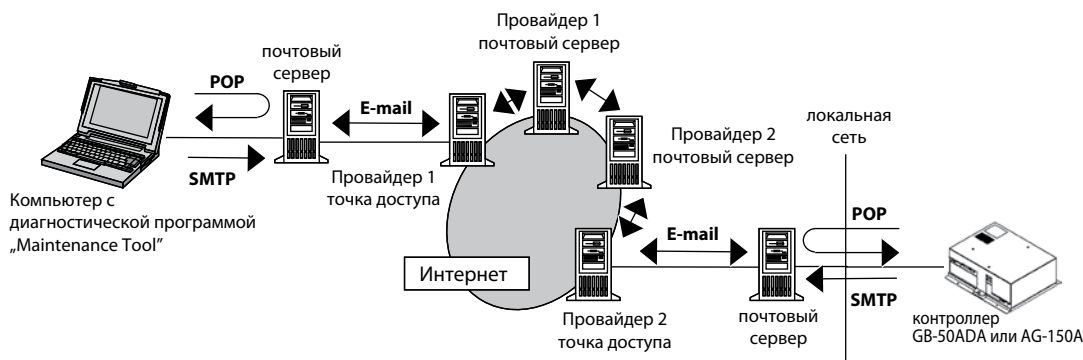 Провайдер 1
почтовый сервер
почтовый
сервер
POP
E-mail
SMTP
Компьютер с
диагностической программой
„Maintenance Tool”
Провайдер 1
точка доступа
Провайдер 2
почтовый сервер
локальная
сеть
Интернет
E-mail
POP
SMTP
Провайдер 2
точка доступа
почтовый
сервер
контроллер
GB-50ADA или AG-150A